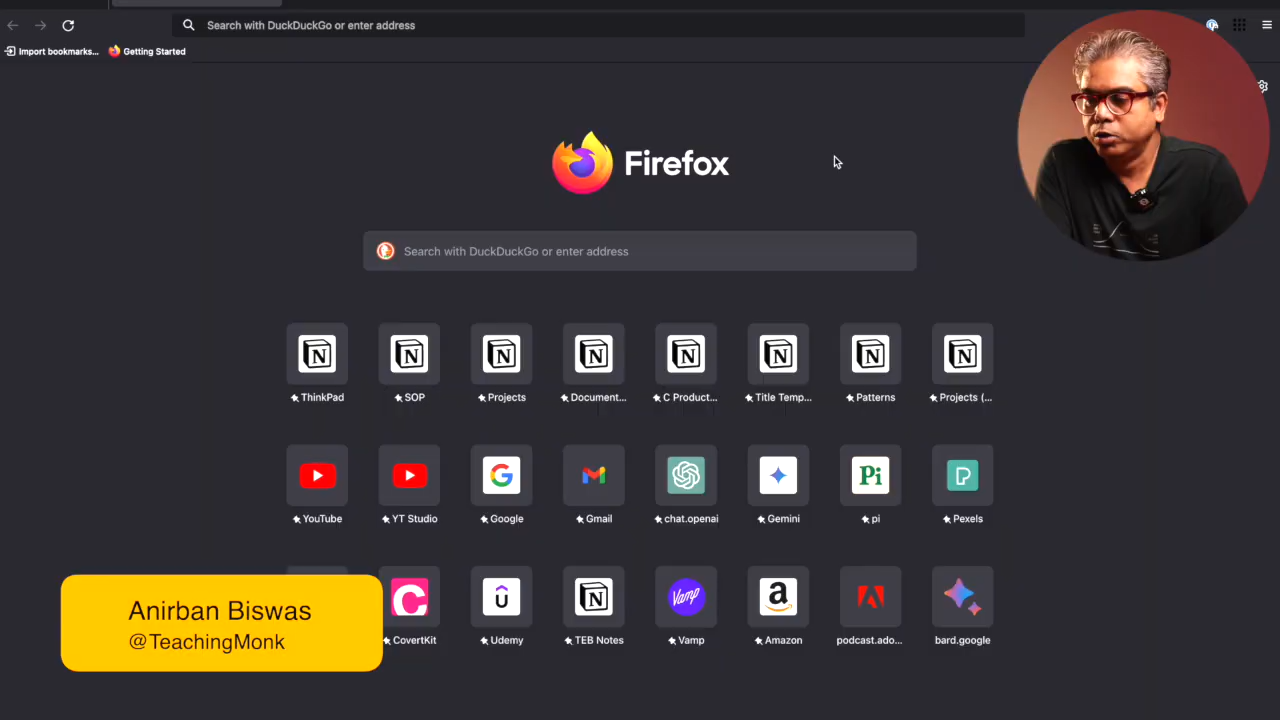 Search with DuckDuckGo or enter address
Import bookmarks...
Getting Started
Firefox
Search with DuckDuckGo or enter address
ThinkPad
SOP
Projects
Document...
C Product...
Title Temp...
Patterns
Projects (...
Pi
YouTube
YT Studio
Google
Gmail
chat.openai
Gemini
pi
Pexels
Vamp
CovertKit
Udemy
TEB Notes
Vamp
Amazon
podcast.ado...
bard.google
Anirban Biswas
@TeachingMonk